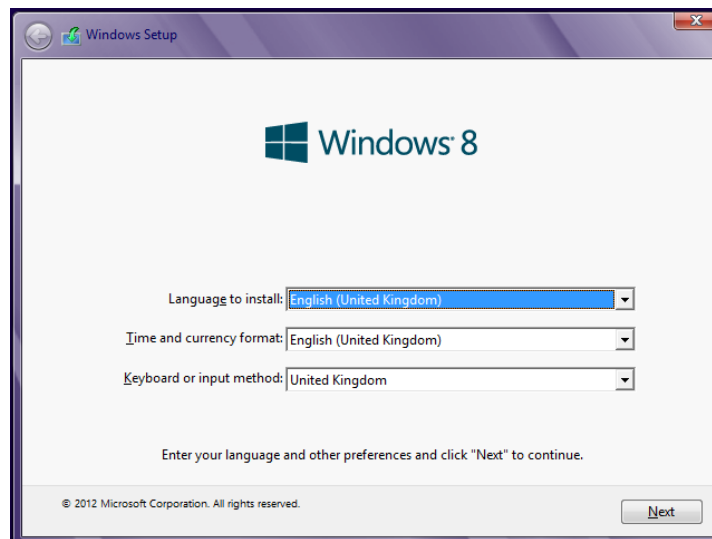 Windows Setup
Windows 8
Language to install: English (United Kingdom)
Time and currency format: English (United Kingdom)
Keyboard or input method: United Kingdom
Enter your language and other preferences and click "Next" to continue.
© 2012 Microsoft Corporation. All rights reserved.
Next